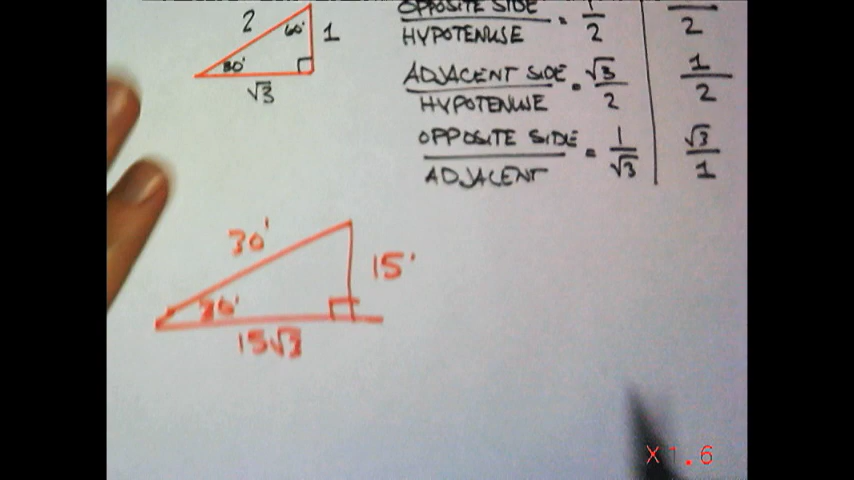 2
60°
1
30°
√3
OPPOSITE SIDE
HYPOTENUSE
= 1/2
2
ADJACENT SIDE
HYPOTENUSE
= √3/2
1/2
OPPOSITE SIDE
ADJACENT
= 1/√3
√3/1
30'
15'
30°
15√3
X1.6